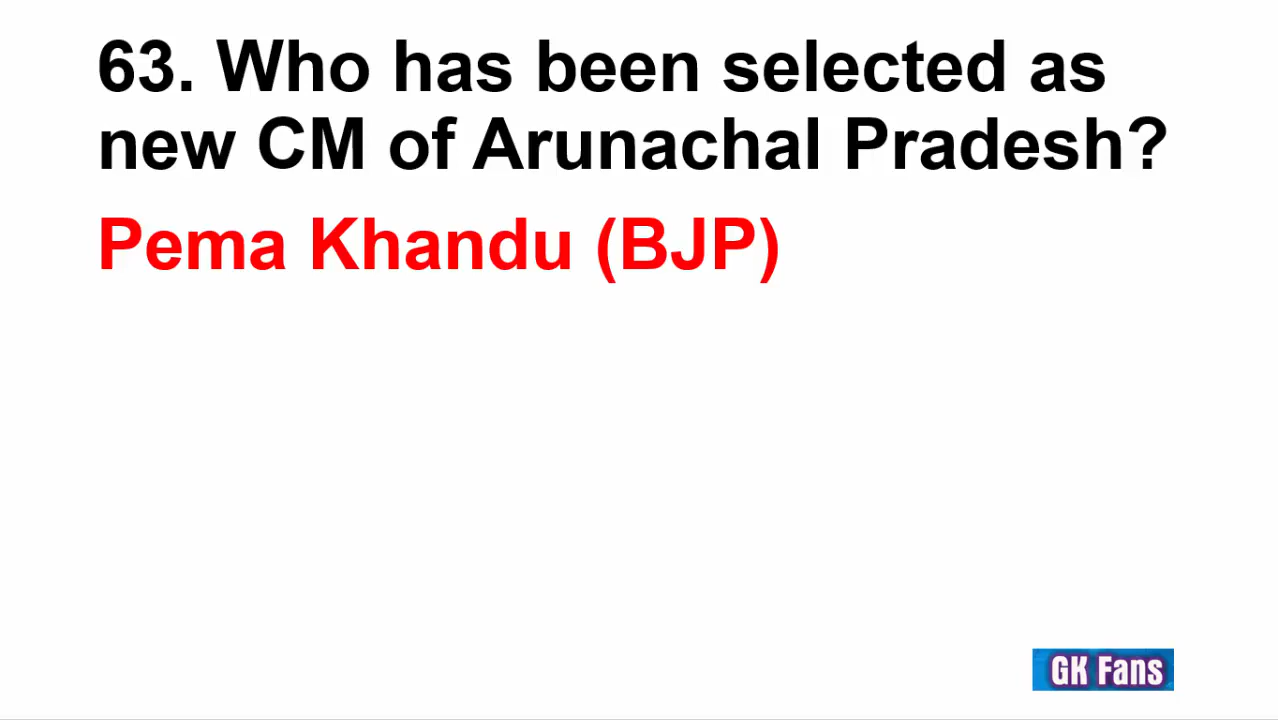 63. Who has been selected as
new CM of Arunachal Pradesh?
Pema Khandu (BJP)
GK Fans